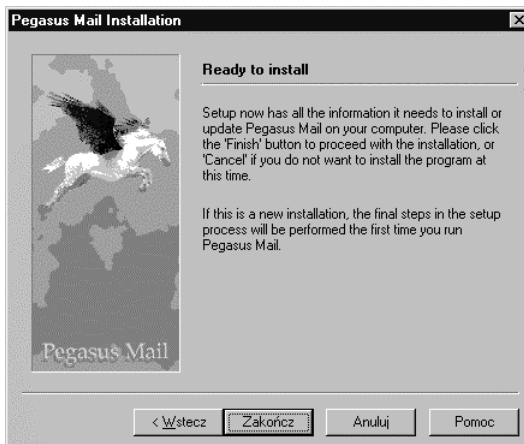 Pegasus Mail Installation
Ready to install
Setup now has all the information it needs to install or
update Pegasus Mail on your computer. Please click
the 'Finish' button to proceed with the installation, or
'Cancel' if you do not want to install the program at
this time.
If this is a new installation, the final steps in the setup
process will be performed the first time you run
Pegasus Mail.
Pegasus Mail
< Wstecz
Zakończ
Anuluj
Pomoc